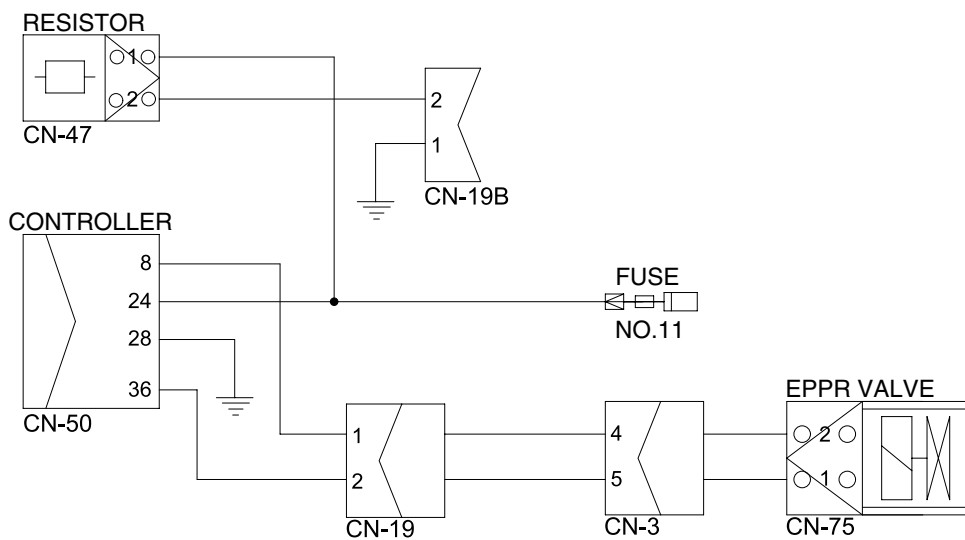 RESISTOR
1
2
CN-47
2
1
CN-19B
CONTROLLER
8
24
28
36
CN-50
FUSE
NO.11
1
2
CN-19
4
5
CN-3
EPPR VALVE
2
1
CN-75